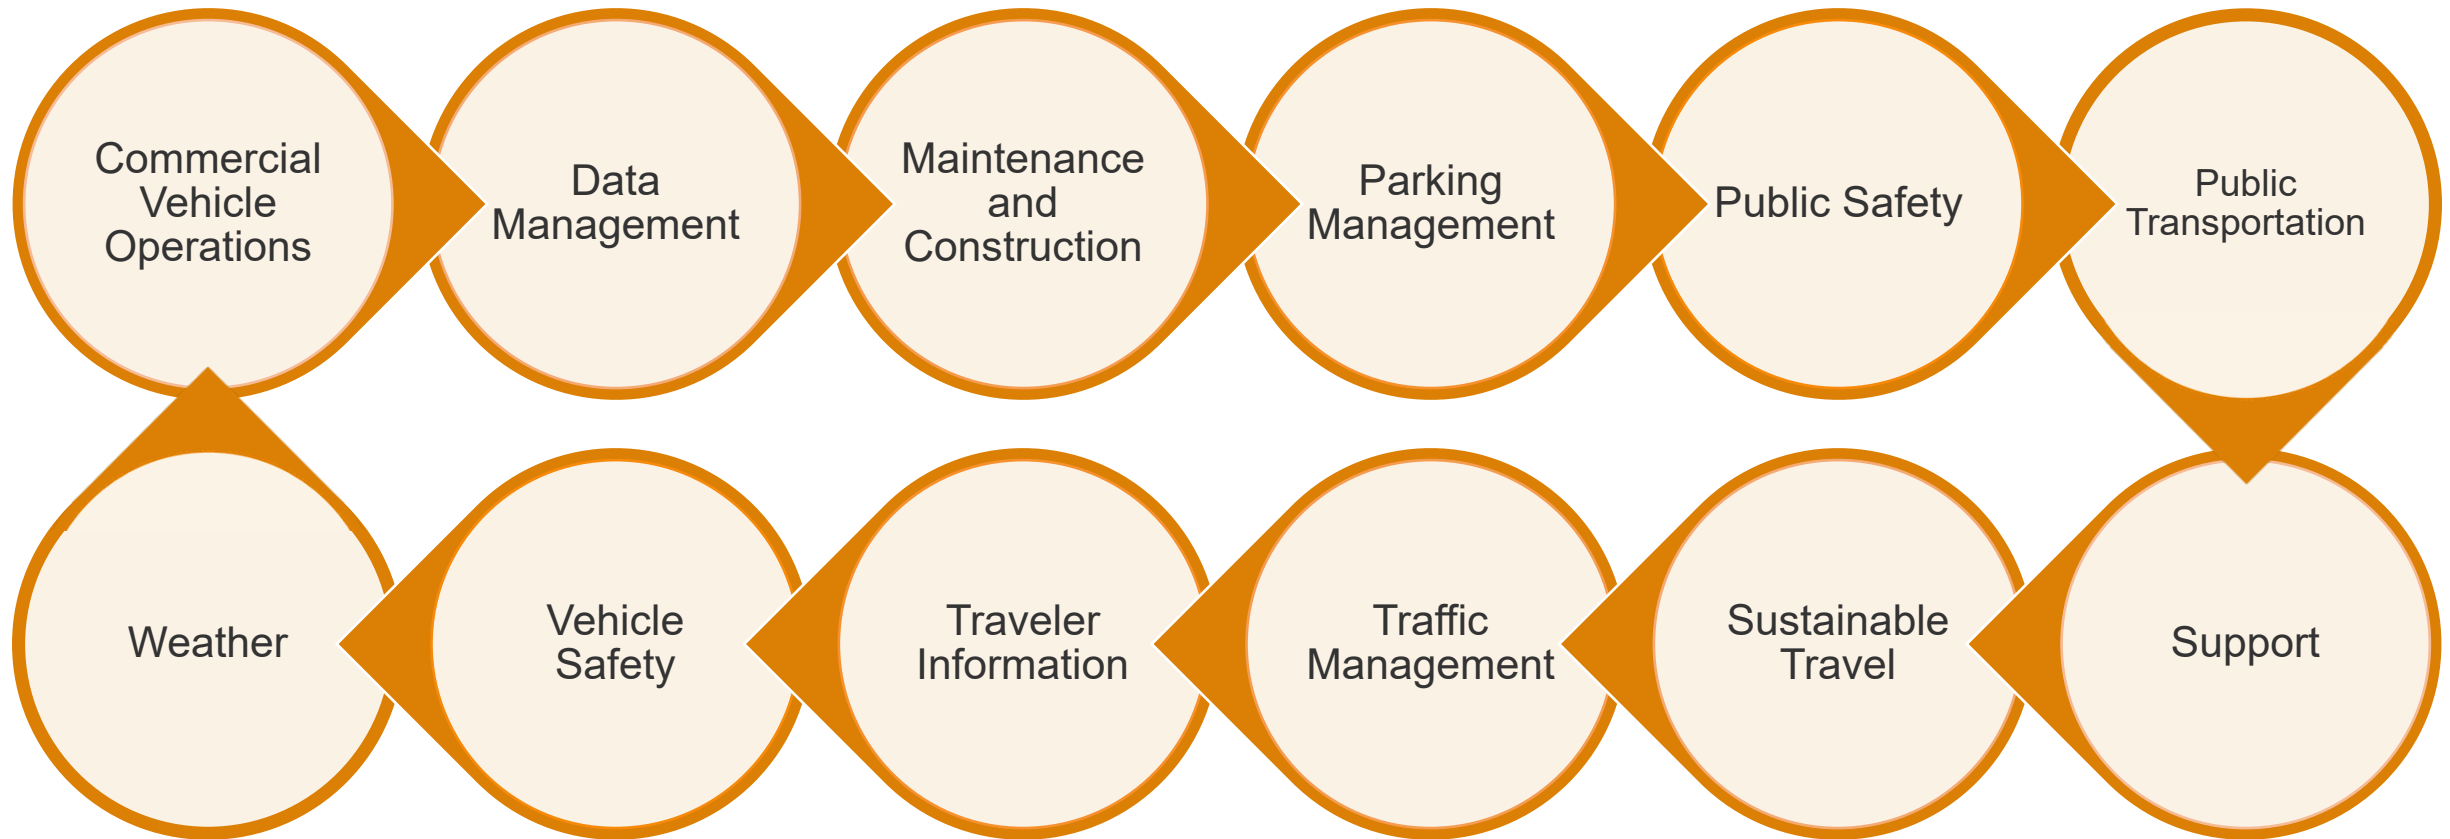 Commercial
Vehicle
Operations
Data
Management
Maintenance
and
Construction
Parking
Management
Public Safety
Public
Transportation
Support
Sustainable
Travel
Traffic
Management
Traveler
Information
Vehicle
Safety
Weather